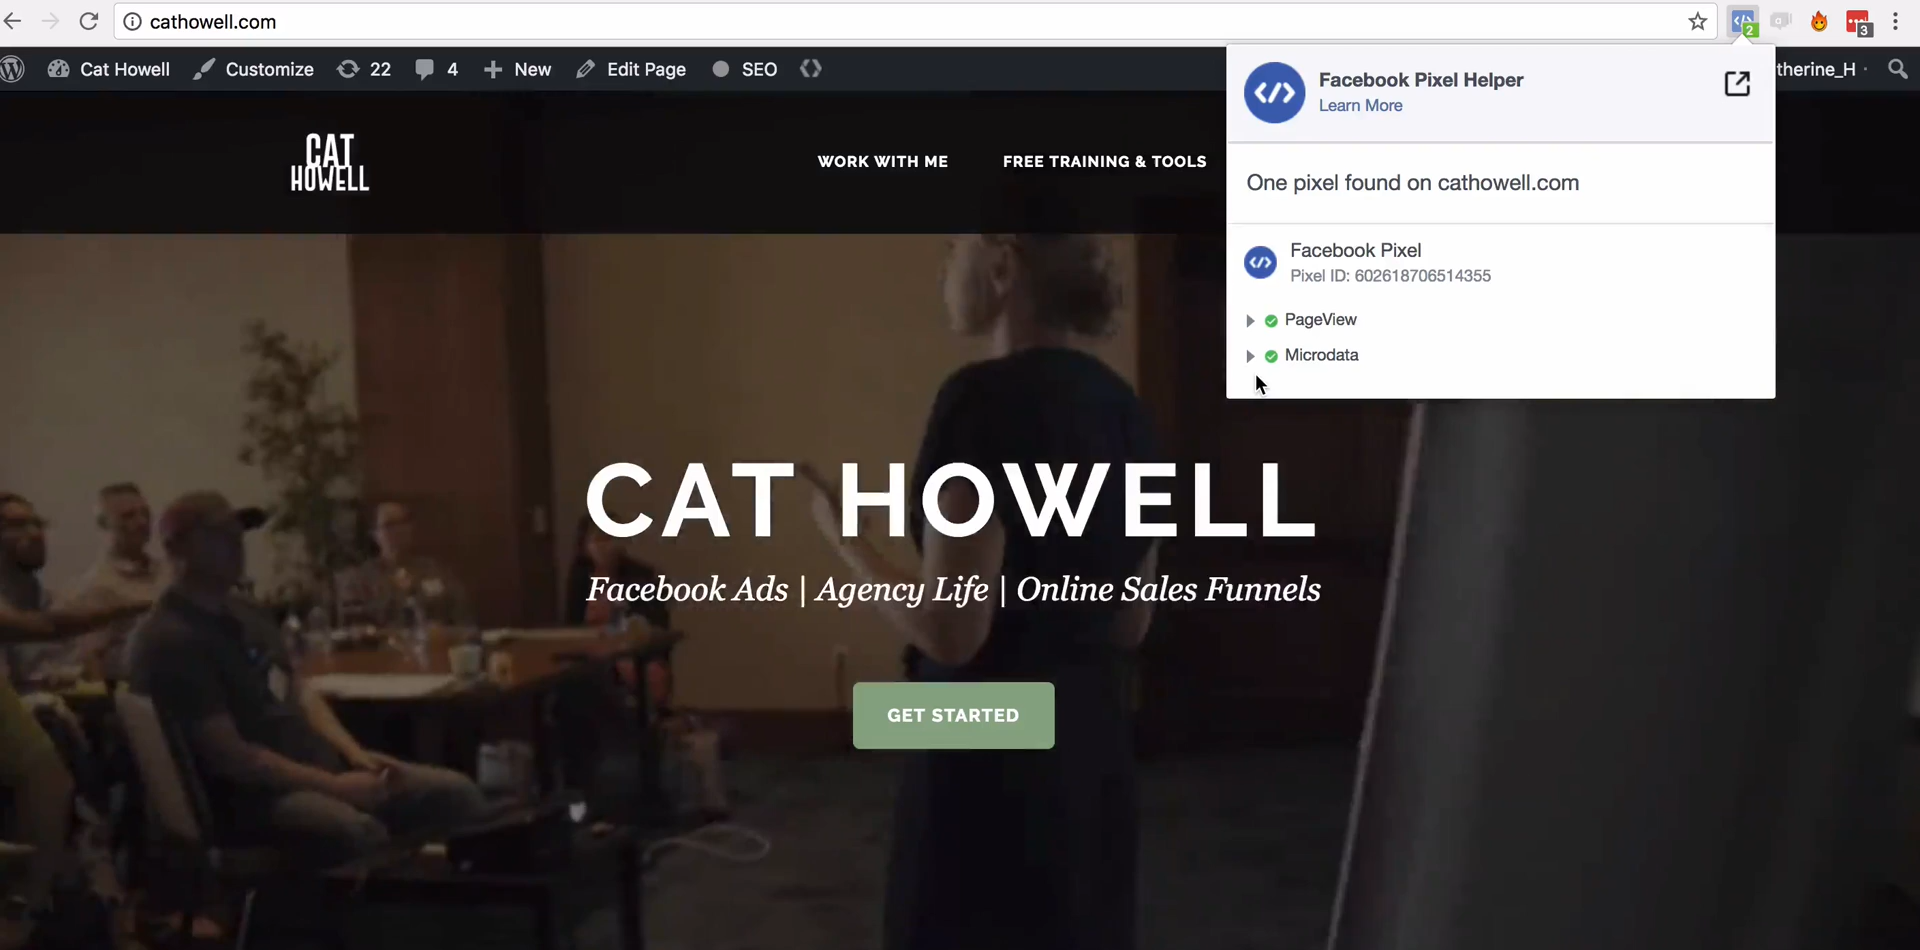 cathowell.com
2
3
Cat Howell
Customize
22
4
New
Edit Page
SEO
therine_H
Facebook Pixel Helper
Learn More
CAT
HOWELL
WORK WITH ME
FREE TRAINING & TOOLS
One pixel found on cathowell.com
Facebook Pixel
Pixel ID: 602618706514355
PageView
Microdata
CAT HOWELL
Facebook Ads | Agency Life | Online Sales Funnels
GET STARTED